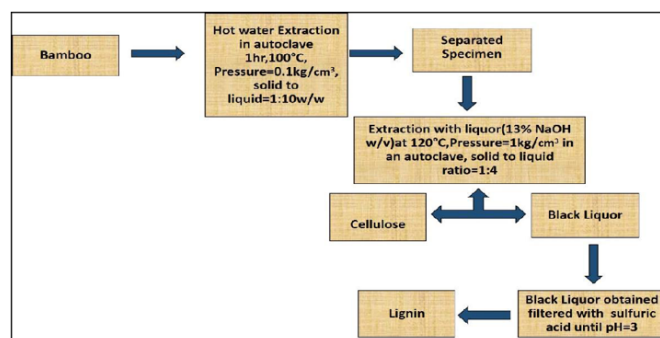 Bamboo
Hot water Extraction
in autoclave
1hr,100°C,
Pressure=0.1kg/cm³,
solid to
liquid=1:10w/w
Separated
Specimen
Extraction with liquor(13% NaOH
w/v)at 120°C,Pressure=1kg/cm³ in
an autoclave, solid to liquid
ratio=1:4
Cellulose
Black Liquor
Black Liquor obtained
filtered with sulfuric
acid until pH=3
Lignin